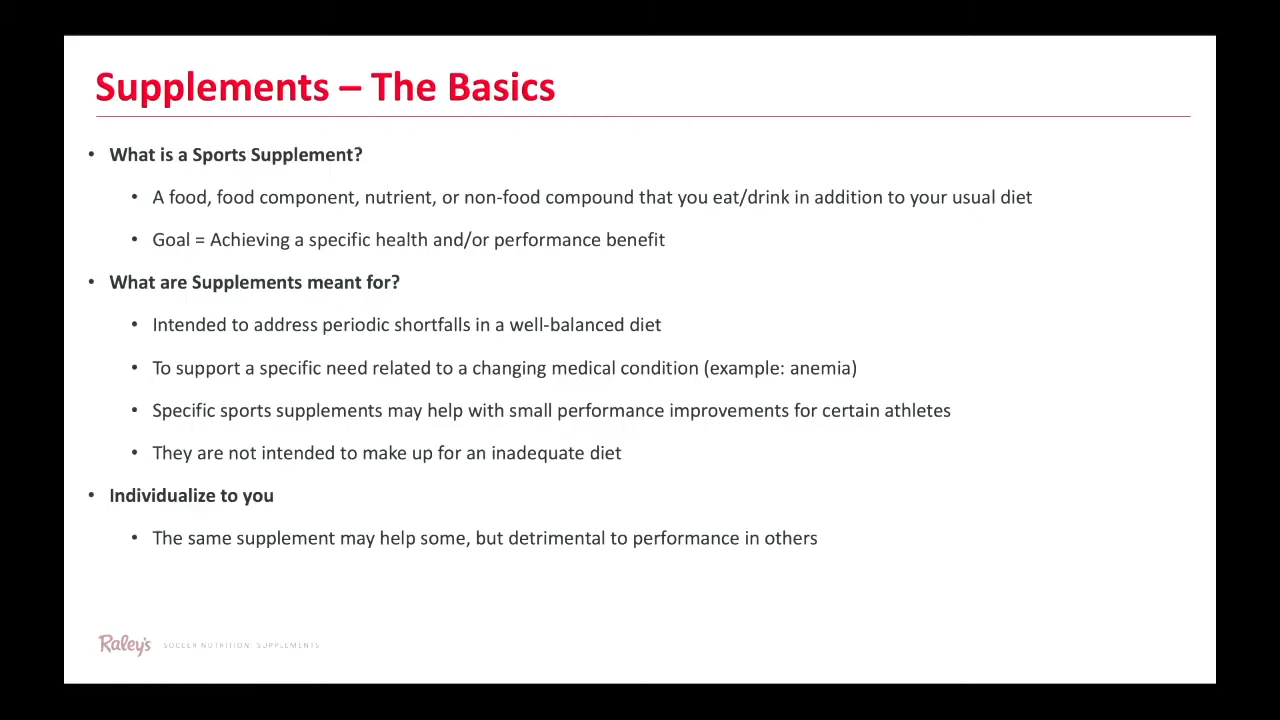 Supplements – The Basics
• What is a Sports Supplement?
• A food, food component, nutrient, or non-food compound that you eat/drink in addition to your usual diet
• Goal = Achieving a specific health and/or performance benefit
• What are Supplements meant for?
• Intended to address periodic shortfalls in a well-balanced diet
• To support a specific need related to a changing medical condition (example: anemia)
• Specific sports supplements may help with small performance improvements for certain athletes
• They are not intended to make up for an inadequate diet
• Individualize to you
• The same supplement may help some, but detrimental to performance in others
Raley's SOCCER NUTRITION: SUPPLEMENTS